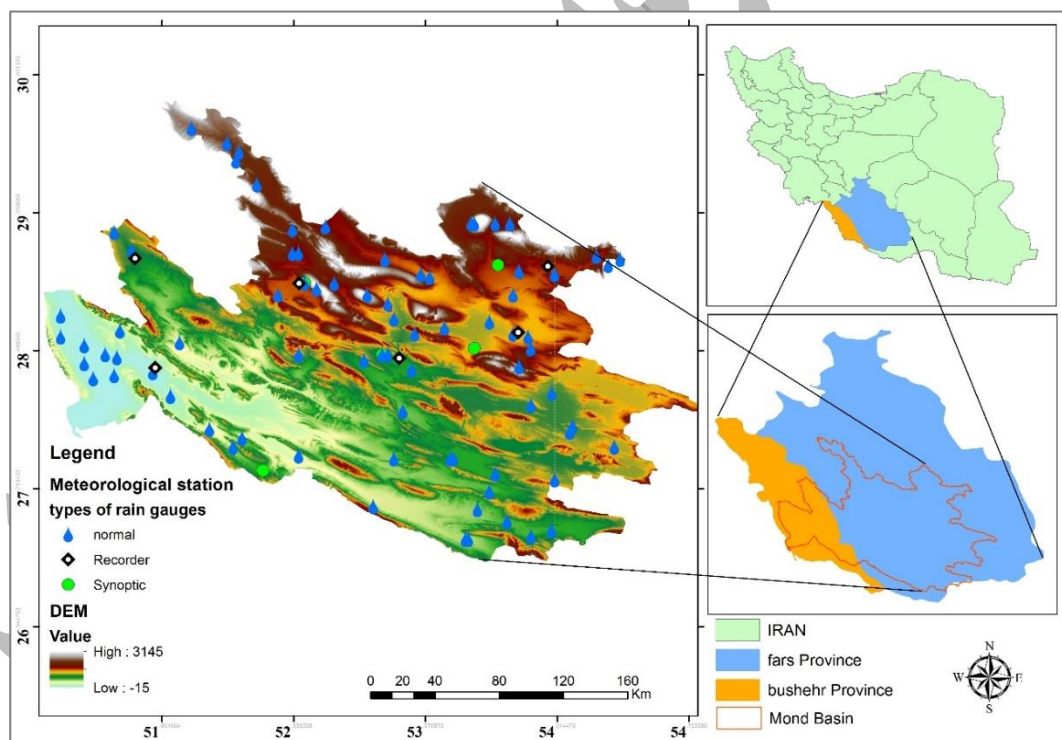 30
29
28
27
26
Legend
Meteorological station
types of rain gauges
normal
Recorder
Synoptic
DEM
Value
High : 3145
Low : -15
0 20 40 80 120 160
Km
51 52 53 54 54
IRAN
fars Province
bushehr Province
Mond Basin
N
W E
S